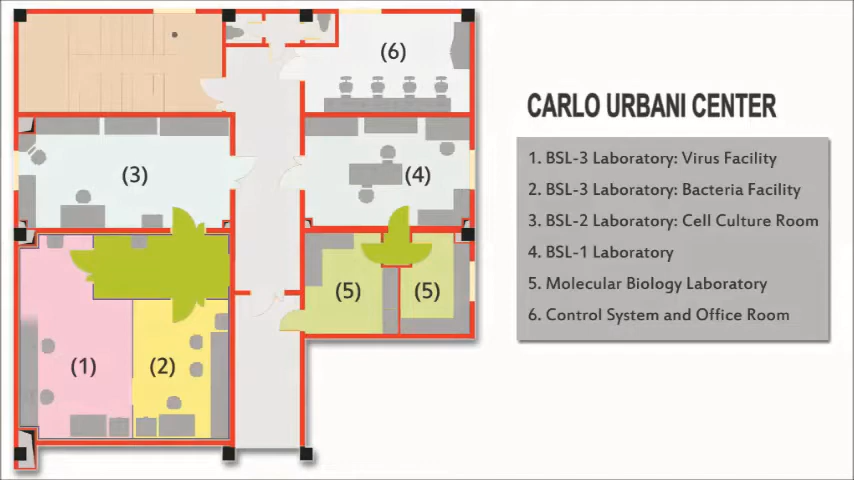 (6)
(3)
(4)
(5)
(5)
(1)
(2)
CARLO URBANI CENTER
1. BSL-3 Laboratory: Virus Facility
2. BSL-3 Laboratory: Bacteria Facility
3. BSL-2 Laboratory: Cell Culture Room
4. BSL-1 Laboratory
5. Molecular Biology Laboratory
6. Control System and Office Room